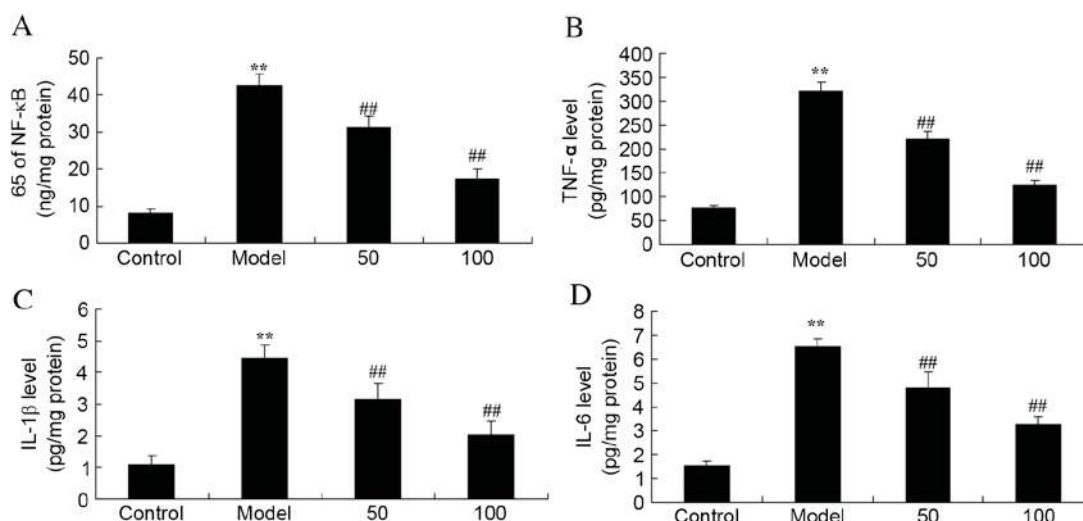 A
65 of NF-κB
(ng/mg protein)
50
40
30
20
10
0
**
##
##
Control Model 50 100
B
TNF-α level
(pg/mg protein)
400
350
300
250
200
150
100
50
0
**
##
##
Control Model 50 100
C
IL-1β level
(pg/mg protein)
6
5
4
3
2
1
0
**
##
##
Control Model 50 100
D
IL-6 level
(pg/mg protein)
8
7
6
5
4
3
2
1
0
**
##
##
Control Model 50 100